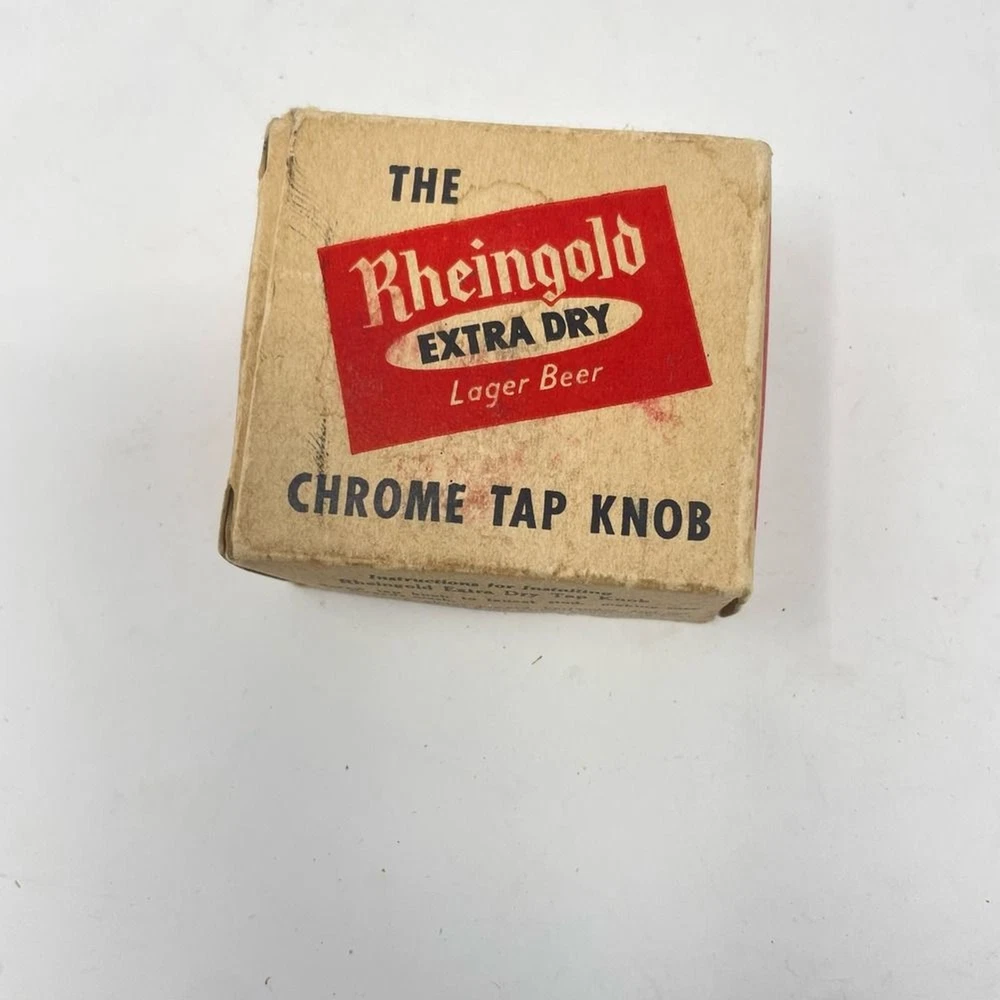 THE
Rheingold
EXTRA DRY
Lager Beer
CHROME TAP KNOB
Instructions for Installing
Rheingold Extra Dry Tap Knob